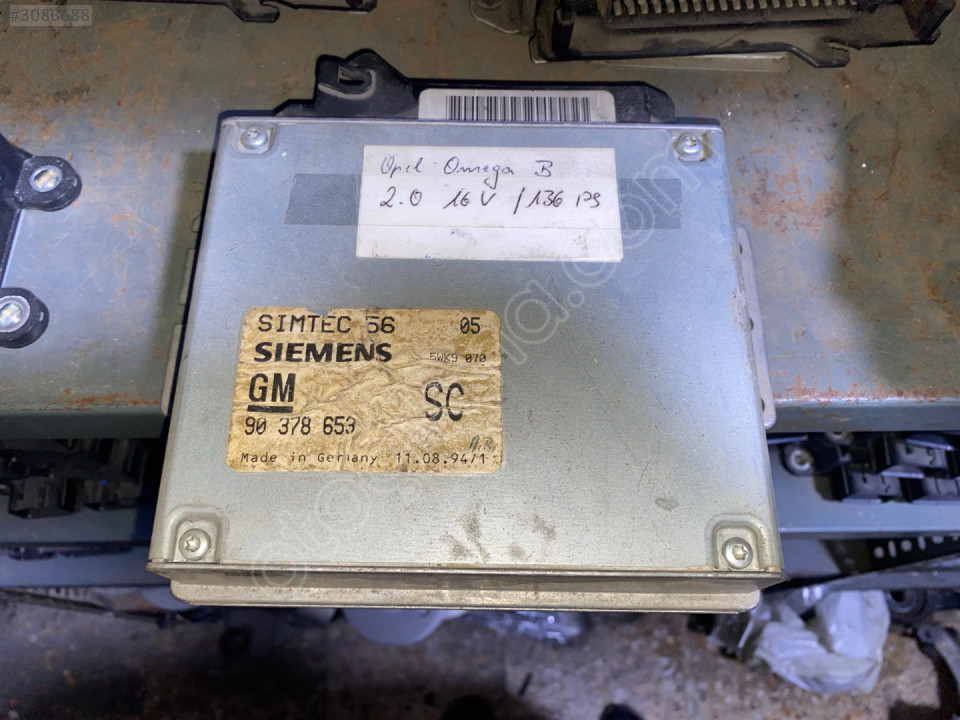 #3086688
Opel Omega B
2.0 16V / 136 PS
SIMTEC 56 05
SIEMENS 5WK9 070
GM SC
90 378 653
Made in Germany 11.08.94/1